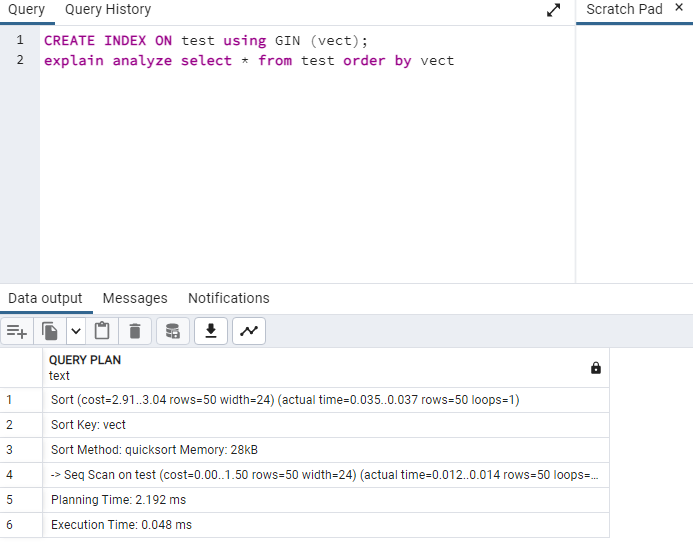 Query Query History Scratch Pad ×
1 CREATE INDEX ON test using GIN (vect);
2 explain analyze select * from test order by vect
Data output Messages Notifications
QUERY PLAN
text
1 Sort (cost=2.91..3.04 rows=50 width=24) (actual time=0.035..0.037 rows=50 loops=1)
2 Sort Key: vect
3 Sort Method: quicksort Memory: 28kB
4 -> Seq Scan on test (cost=0.00..1.50 rows=50 width=24) (actual time=0.012..0.014 rows=50 loops=...
5 Planning Time: 2.192 ms
6 Execution Time: 0.048 ms